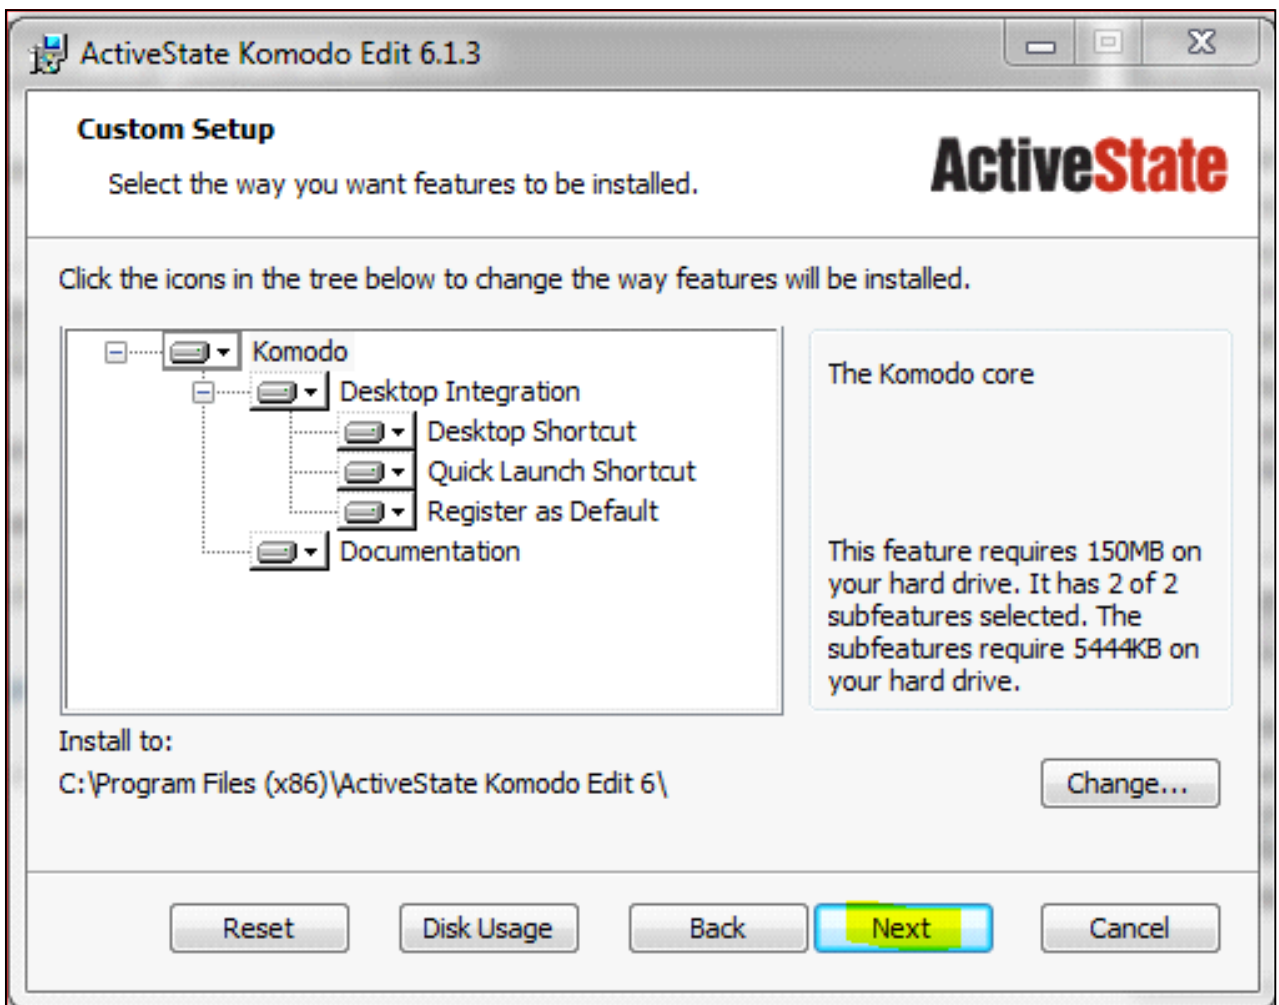 ActiveState Komodo Edit 6.1.3
Custom Setup
Select the way you want features to be installed.
ActiveState
Click the icons in the tree below to change the way features will be installed.
Komodo
Desktop Integration
Desktop Shortcut
Quick Launch Shortcut
Register as Default
Documentation
The Komodo core
This feature requires 150MB on
your hard drive. It has 2 of 2
subfeatures selected. The
subfeatures require 5444KB on
your hard drive.
Install to:
C:\Program Files (x86)\ActiveState Komodo Edit 6\
Change...
Reset
Disk Usage
Back
Next
Cancel